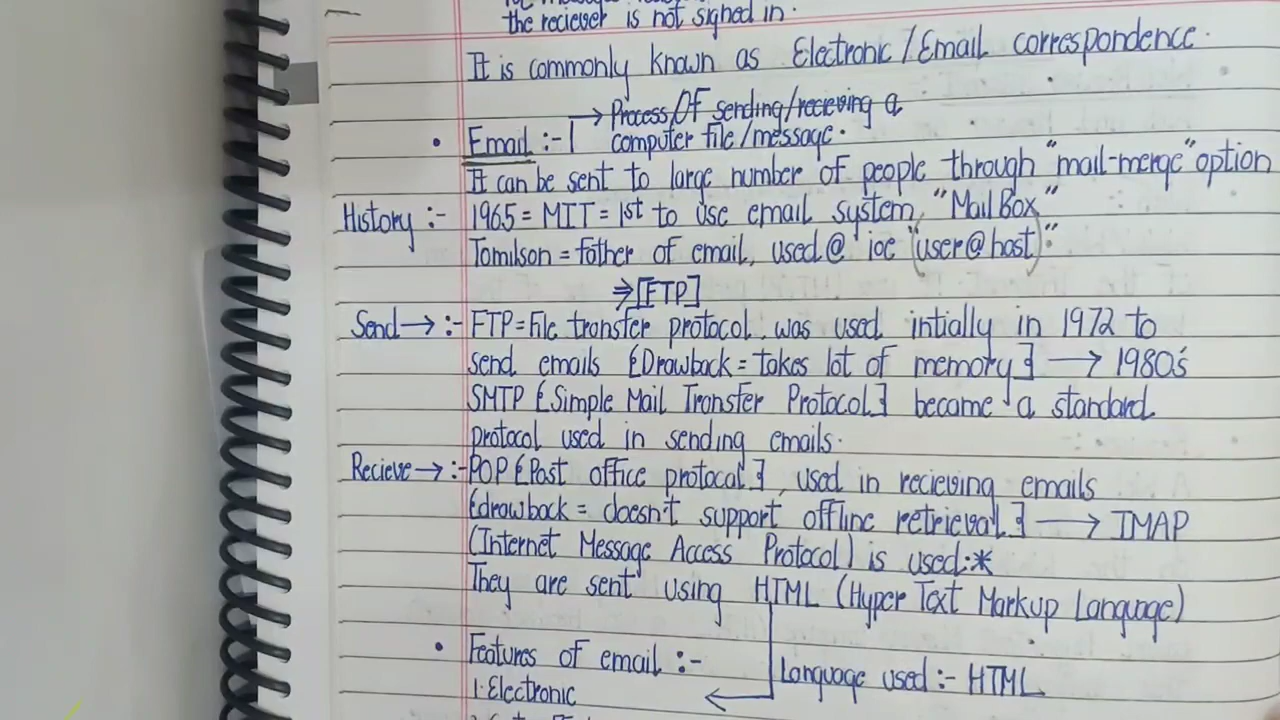 the reciever is not signed in.
It is commonly known as Electronic/Email correspondence.
→ Process Of sending/recieving a
• Email :- computer file/message.
It can be sent to large number of people through "mail-merge" option
History :- 1965 = MIT = 1st to use email system, "MailBox"
Tomilson = father of email, used @ "user@host".
⇒ [FTP]
Send → :- FTP = File transfer protocol was used intially in 1972 to
send emails {Drawback = takes lot of memory} → 1980's
SMTP {Simple Mail Transfer Protocol} became a standard
protocol used in sending emails.
Recieve → :- POP {Post office protocal}, used in recieving emails
{drawback = doesn't support offline retrieval.} → IMAP
(Internet Message Access Protocol) is used.*
They are sent using HTML (Hyper Text Markup Language)
• Features of email :-
Language used :- HTML
1. Electronic